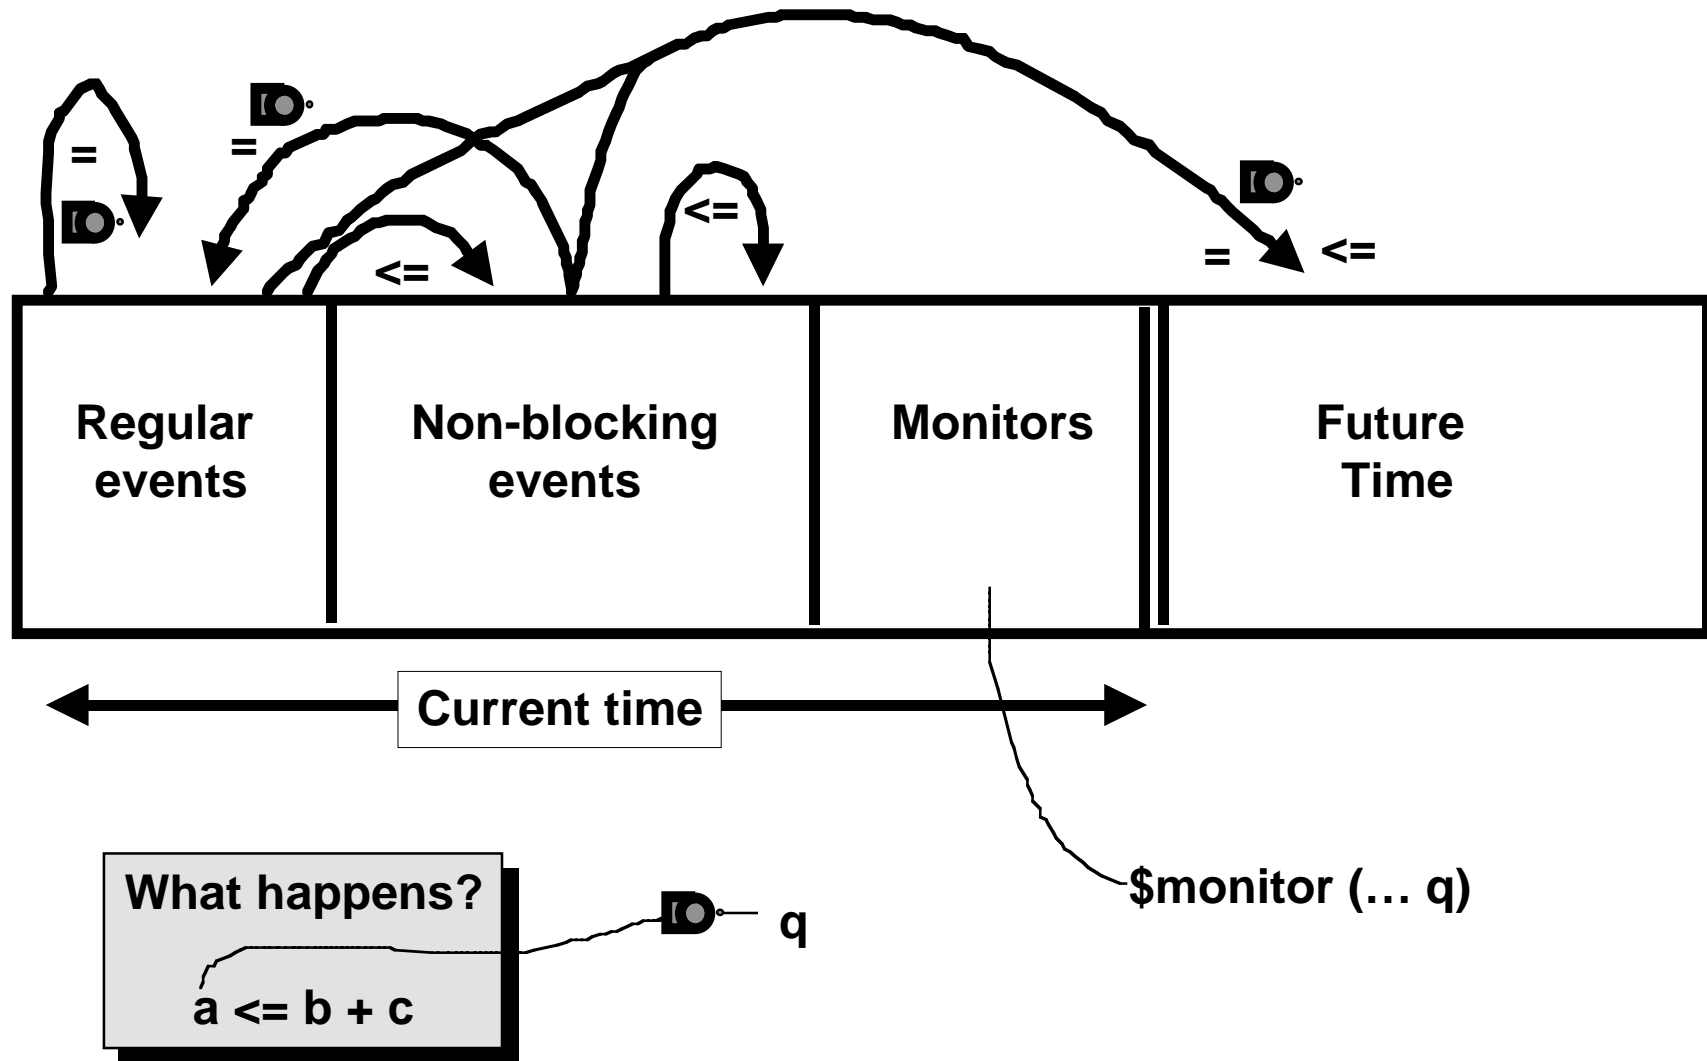 =
=
<=
<=
= <=
Regular
events
Non-blocking
events
Monitors
Future
Time
Current time
What happens?
a <= b + c
q
$monitor (… q)